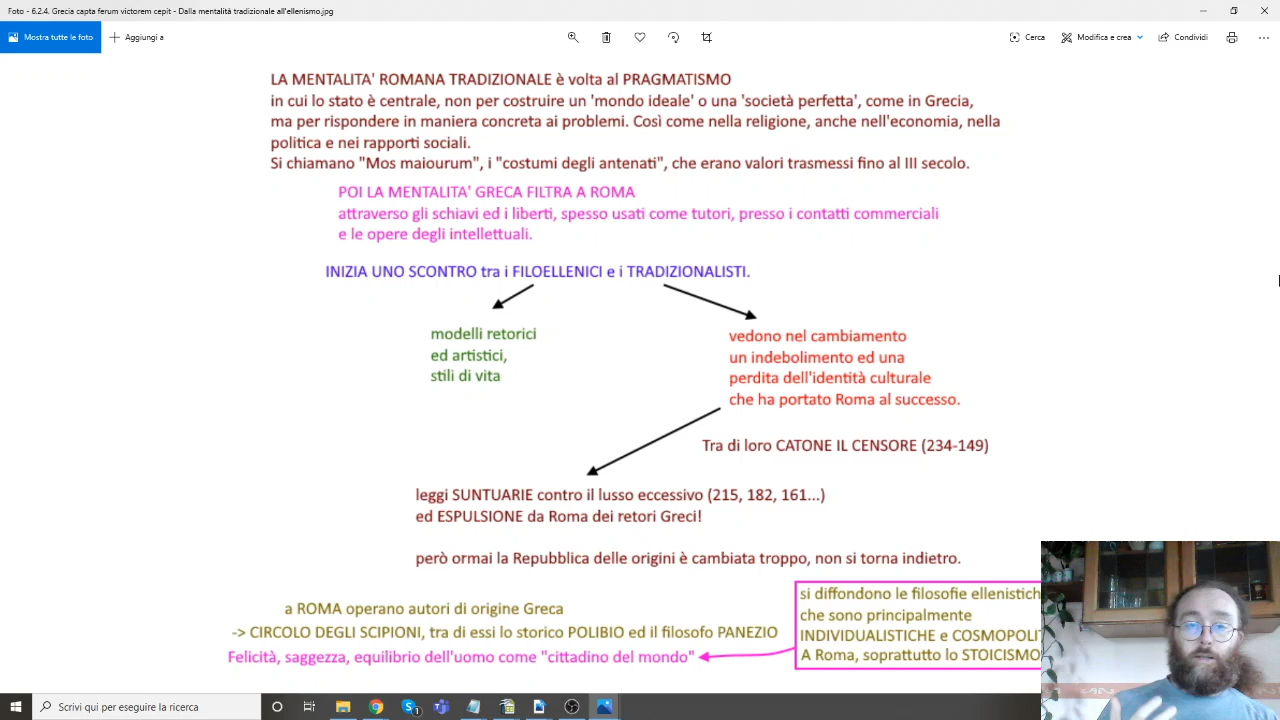 Foto - 6.2.4. Grecia capta ferum victorem cepit - Dalla mentalità tradizionale all'ellenismo.jpg
Mostra tutte le foto
Aggiungi a
Cerca
Modifica e crea
Condividi
LA MENTALITA' ROMANA TRADIZIONALE è volta al PRAGMATISMO
in cui lo stato è centrale, non per costruire un 'mondo ideale' o una 'società perfetta', come in Grecia,
ma per rispondere in maniera concreta ai problemi. Così come nella religione, anche nell'economia, nella
politica e nei rapporti sociali.
Si chiamano "Mos maiourum", i "costumi degli antenati", che erano valori trasmessi fino al III secolo.
POI LA MENTALITA' GRECA FILTRA A ROMA
attraverso gli schiavi ed i liberti, spesso usati come tutori, presso i contatti commerciali
e le opere degli intellettuali.
INIZIA UNO SCONTRO tra i FILOELLENICI e i TRADIZIONALISTI.
modelli retorici
ed artistici,
stili di vita
vedono nel cambiamento
un indebolimento ed una
perdita dell'identità culturale
che ha portato Roma al successo.
Tra di loro CATONE IL CENSORE (234-149)
leggi SUNTUARIE contro il lusso eccessivo (215, 182, 161...)
ed ESPULSIONE da Roma dei retori Greci!
però ormai la Repubblica delle origini è cambiata troppo, non si torna indietro.
a ROMA operano autori di origine Greca
-> CIRCOLO DEGLI SCIPIONI, tra di essi lo storico POLIBIO ed il filosofo PANEZIO
Felicità, saggezza, equilibrio dell'uomo come "cittadino del mondo"
si diffondono le filosofie ellenistich
che sono principalmente
INDIVIDUALISTICHE e COSMOPOLIT
A Roma, soprattutto lo STOICISMO
Scrivi qui per eseguire la ricerca